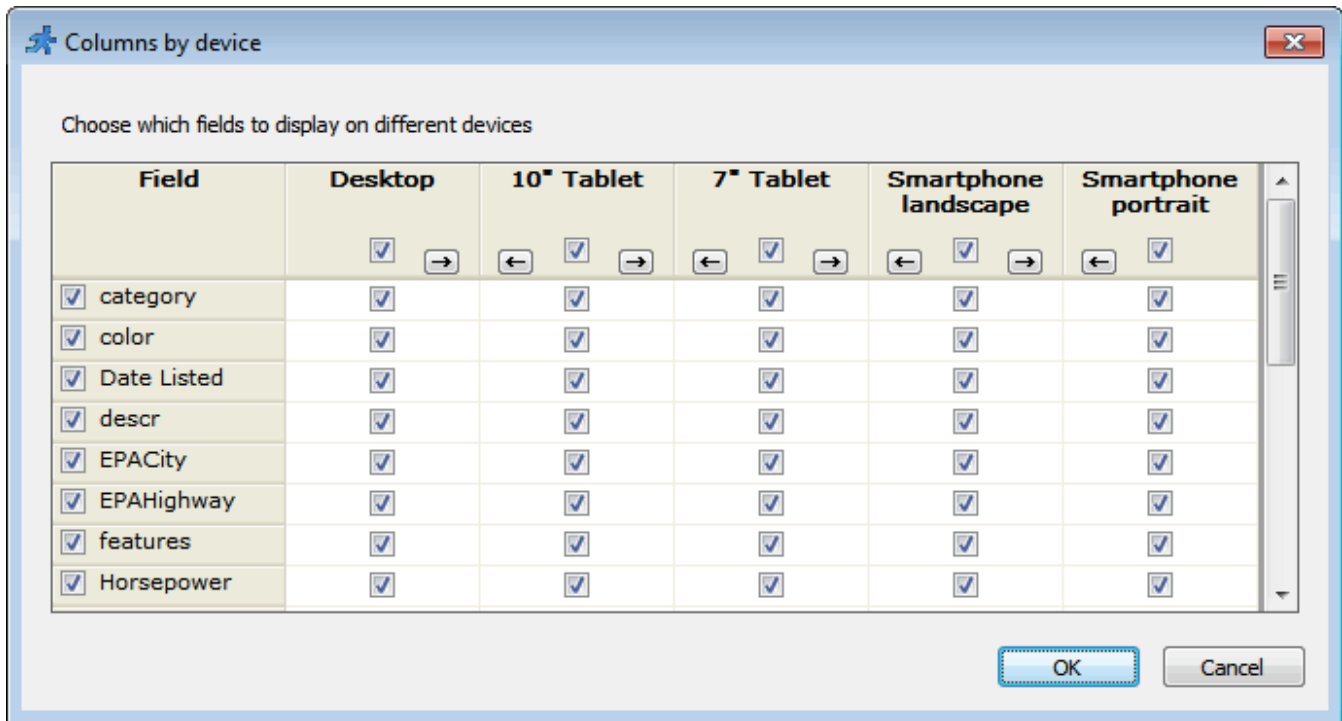 Columns by device
Choose which fields to display on different devices
Field Desktop 10" Tablet 7" Tablet Smartphone landscape Smartphone portrait
category
color
Date Listed
descr
EPACity
EPAHighway
features
Horsepower
OK Cancel